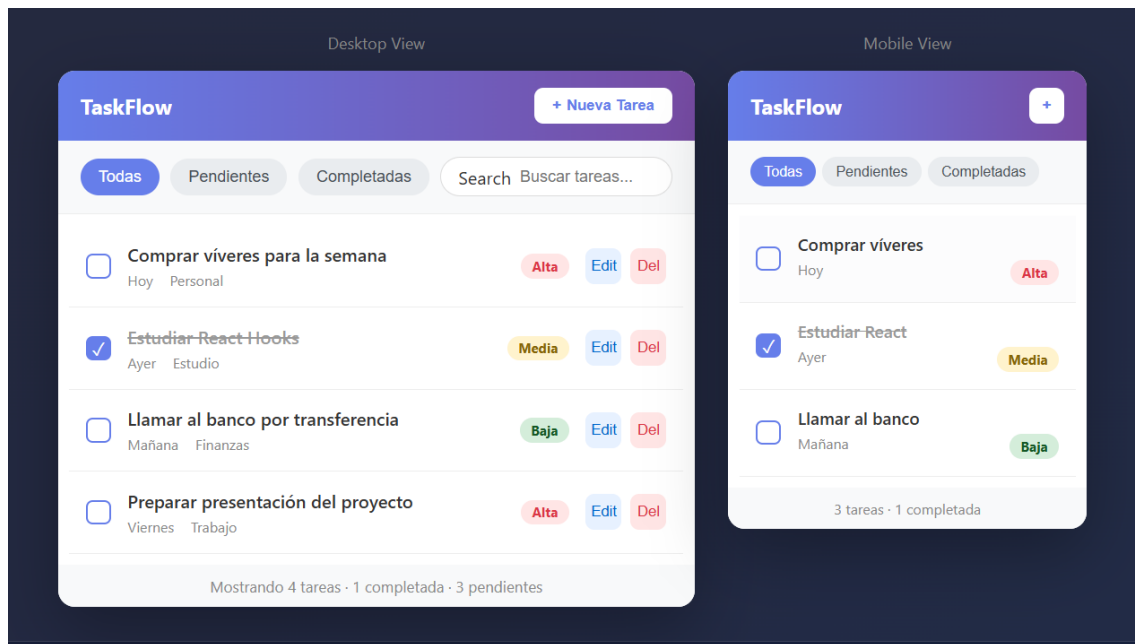 Desktop View
TaskFlow
+ Nueva Tarea
Todas
Pendientes
Completadas
Search Buscar tareas...
Comprar víveres para la semana
Hoy Personal
Alta
Edit
Del
Estudiar React Hooks
Ayer Estudio
Media
Edit
Del
Llamar al banco por transferencia
Mañana Finanzas
Baja
Edit
Del
Preparar presentación del proyecto
Viernes Trabajo
Alta
Edit
Del
Mostrando 4 tareas · 1 completada · 3 pendientes
Mobile View
TaskFlow
+
Todas
Pendientes
Completadas
Comprar víveres
Hoy
Alta
Estudiar React
Ayer
Media
Llamar al banco
Mañana
Baja
3 tareas · 1 completada